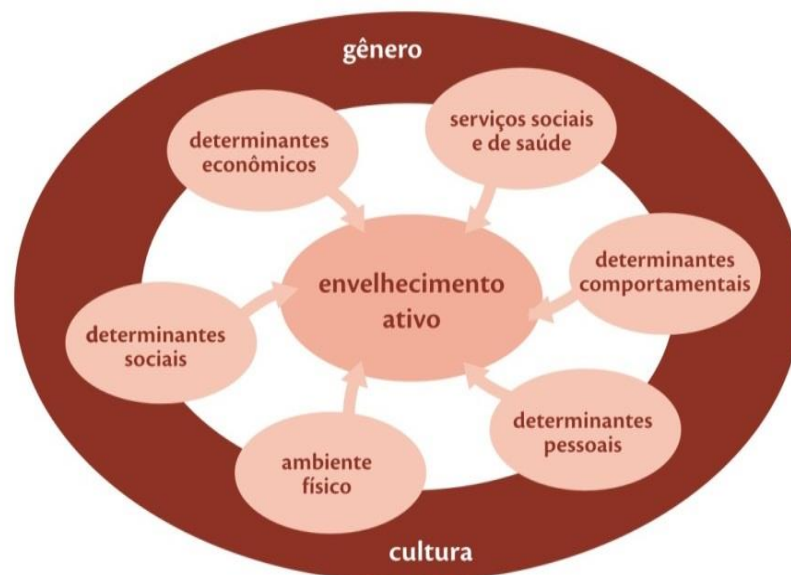 gênero
determinantes
econômicos
serviços sociais
e de saúde
envelhecimento
ativo
determinantes
comportamentais
determinantes
sociais
determinantes
pessoais
ambiente
físico
cultura